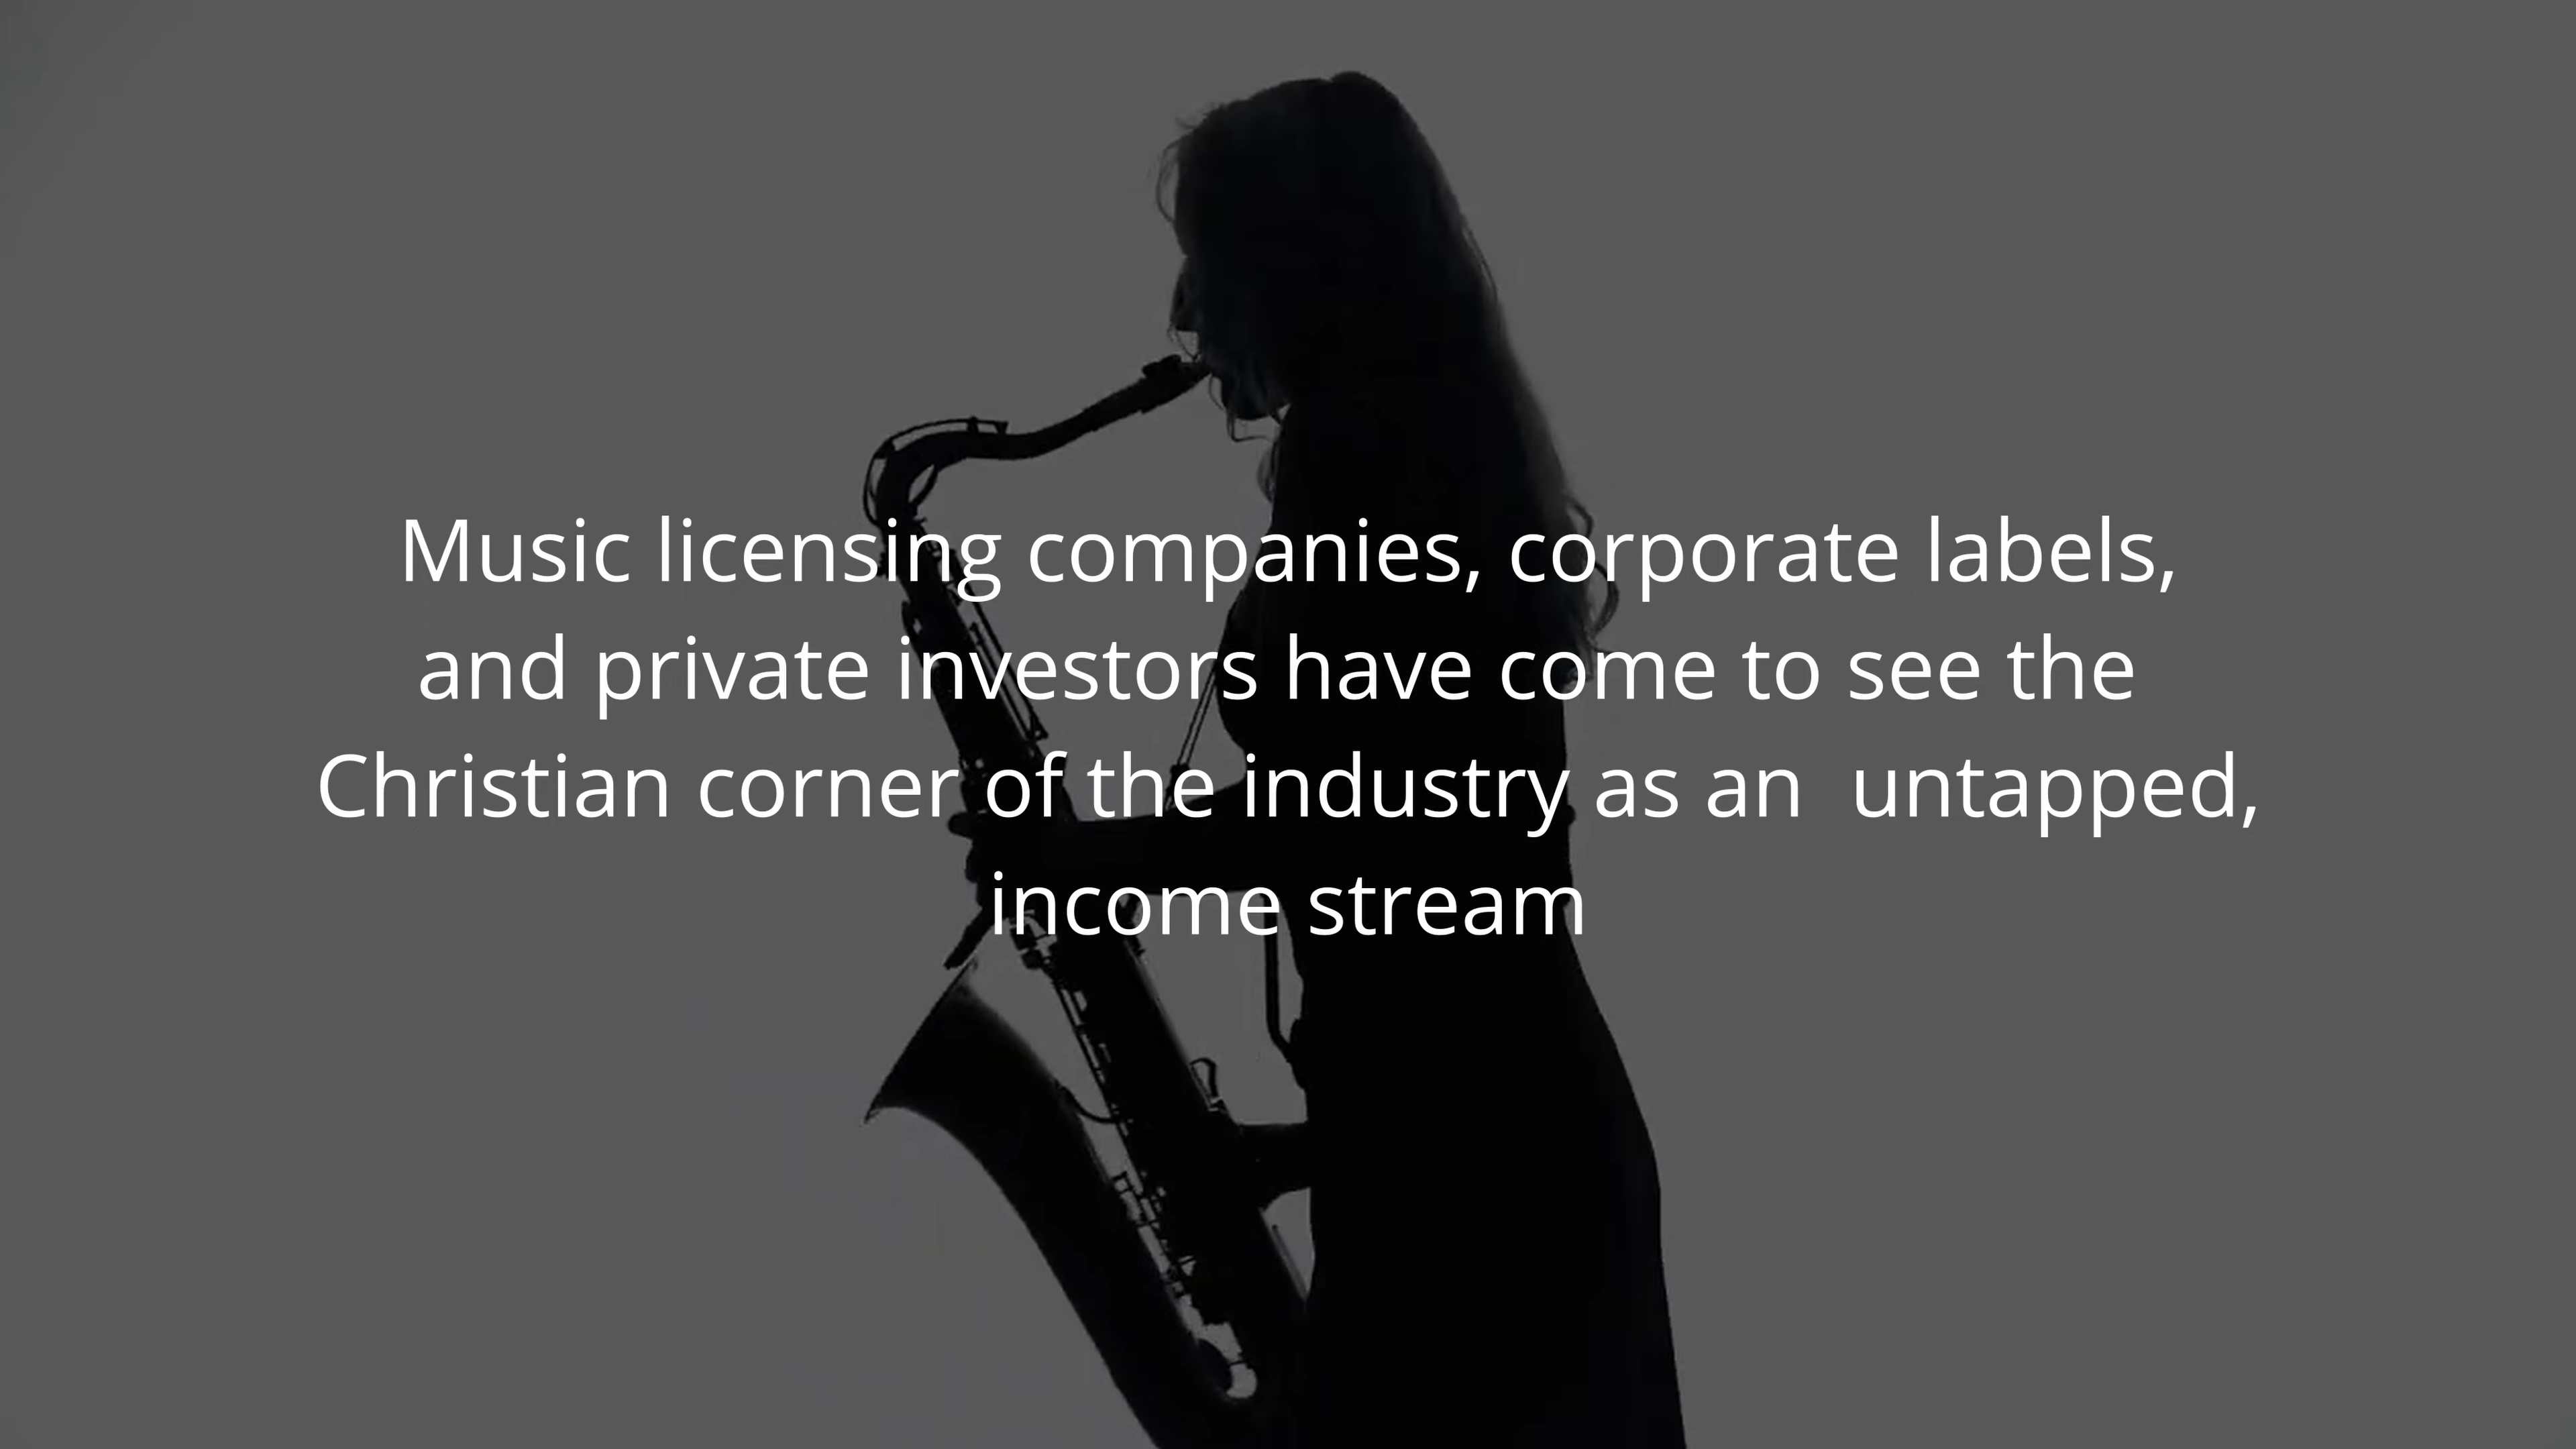 Music licensing companies, corporate labels,
and private investors have come to see the
Christian corner of the industry as an  untapped,
income stream